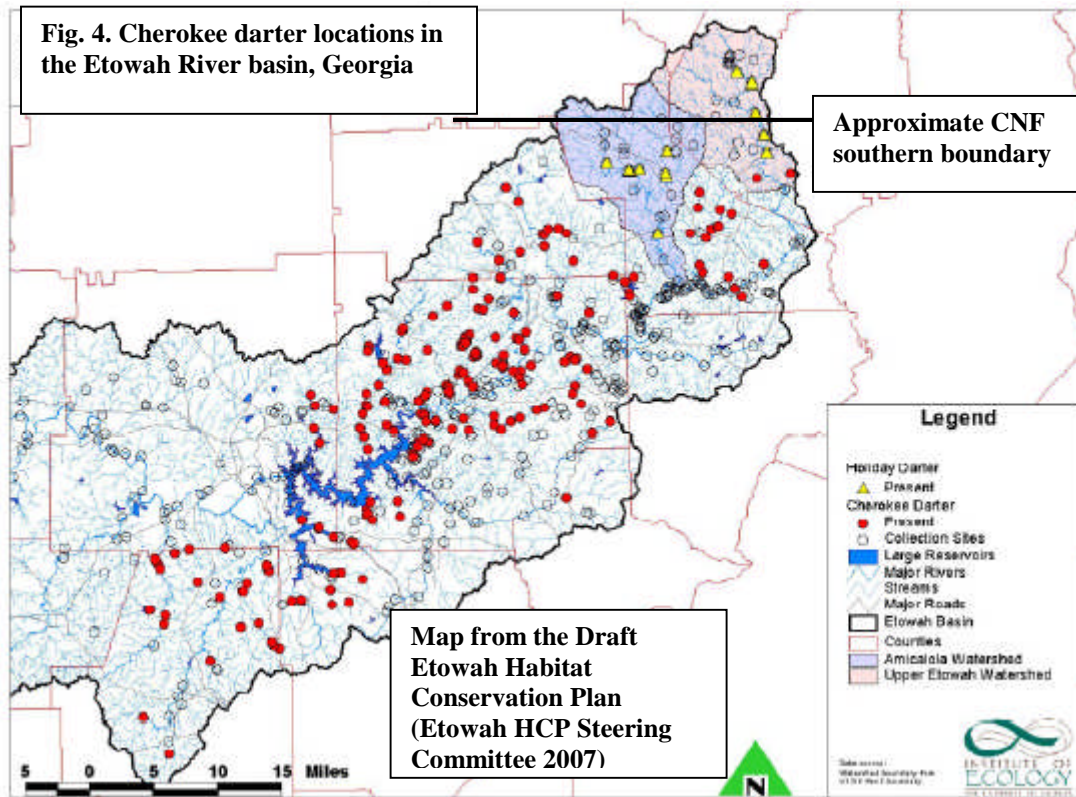 Fig. 4. Cherokee darter locations in
the Etowah River basin, Georgia
Approximate CNF
southern boundary
Legend
Holiday Darter
Present
Cherokee Darter
Present
Collection Sites
Large Reservoirs
Major Rivers
Streams
Major Roads
Etowah Basin
Counties
Amicalola Watershed
Upper Etowah Watershed
Map from the Draft
Etowah Habitat
Conservation Plan
(Etowah HCP Steering
Committee 2007)
5 0 5 10 15 Miles
N
INSTITUTE OF
ECOLOGY